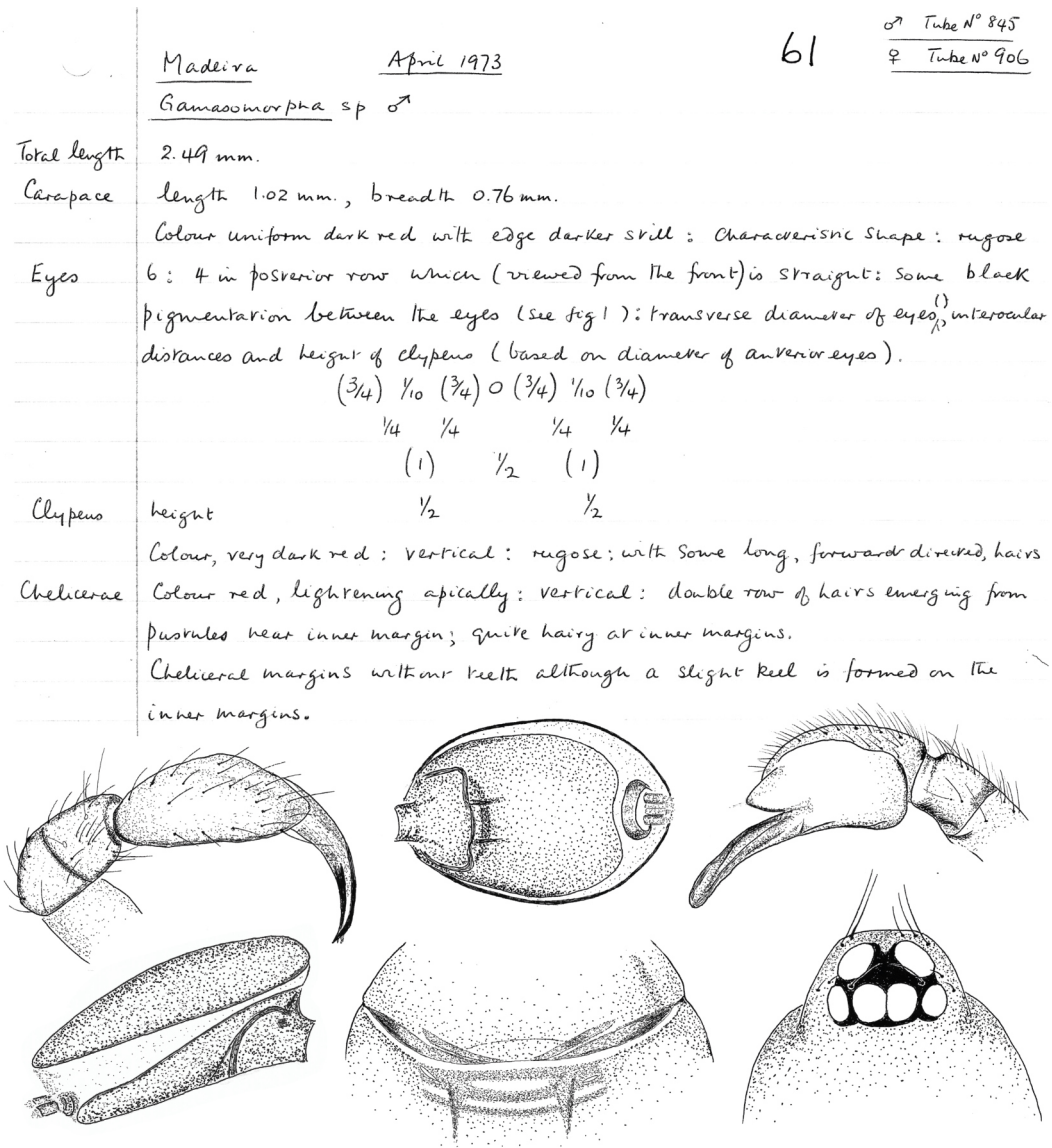 ♂ Tube Nº 845
61
♀ Tube Nº 906
Madeira April 1973
Gamasomorpha sp ♂
Total length 2.49 mm.
Carapace length 1.02 mm., breadth 0.76 mm.
Colour uniform dark red with edge darker still : characteristic shape : rugose
Eyes 6 : 4 in posterior row which (viewed from the front) is straight : some black
pigmentation between the eyes (see fig 1) : transverse diameter of eyes (), interocular
distances and height of clypeus (based on diameter of anterior eyes).
(3/4) 1/10 (3/4) 0 (3/4) 1/10 (3/4)
1/4 1/4 1/4 1/4
(1) 1/2 (1)
Clypeus height 1/2 1/2
Colour, very dark red : vertical : rugose ; with some long, forward directed, hairs
Chelicerae Colour red, lightening apically : vertical : double row of hairs emerging from
pustules near inner margin ; quite hairy at inner margins.
Cheliceral margins without teeth although a slight keel is formed on the
inner margins.